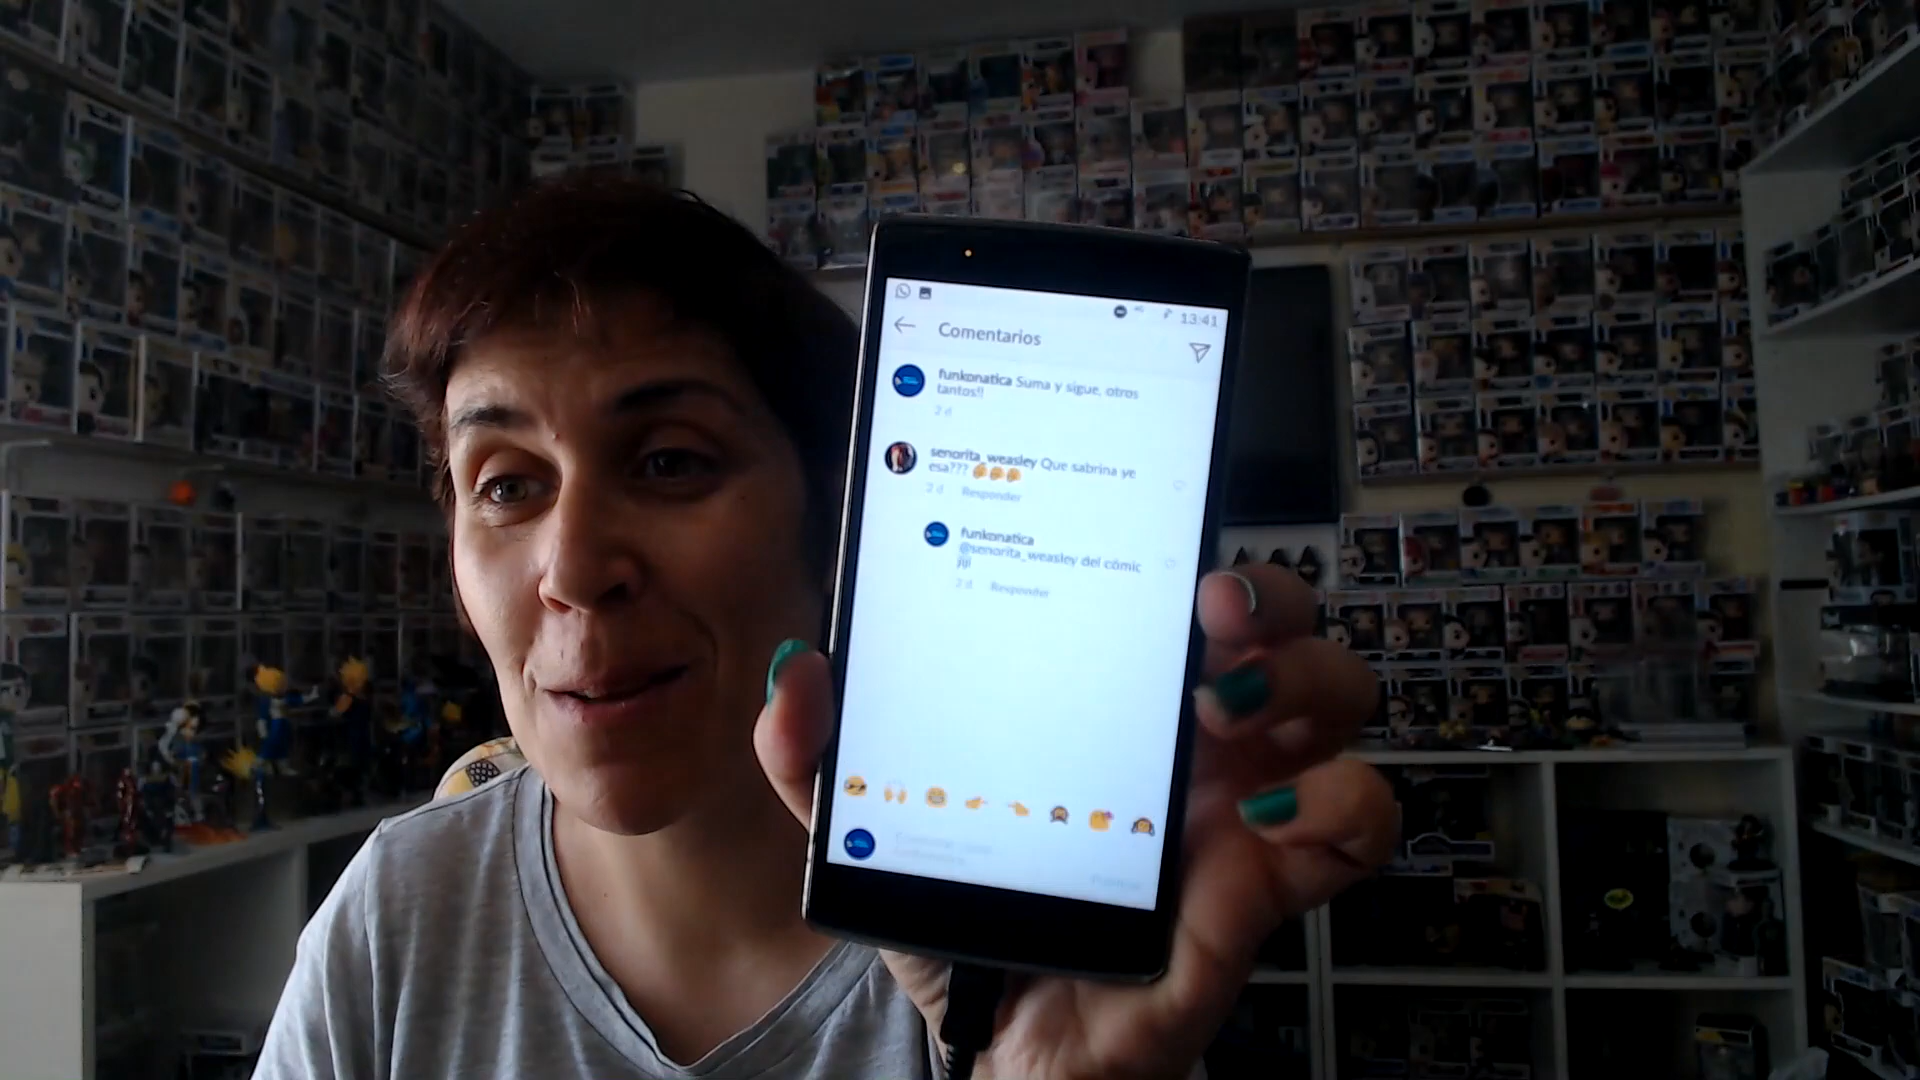 13:41
Comentarios
funkonatica Suma y sigue, otros
tantos!!
2 d
senorita_weasley Que sabrina ye
esa???
2 d Responder
funkonatica
@senorita_weasley del cómic
jiji
2 d Responder